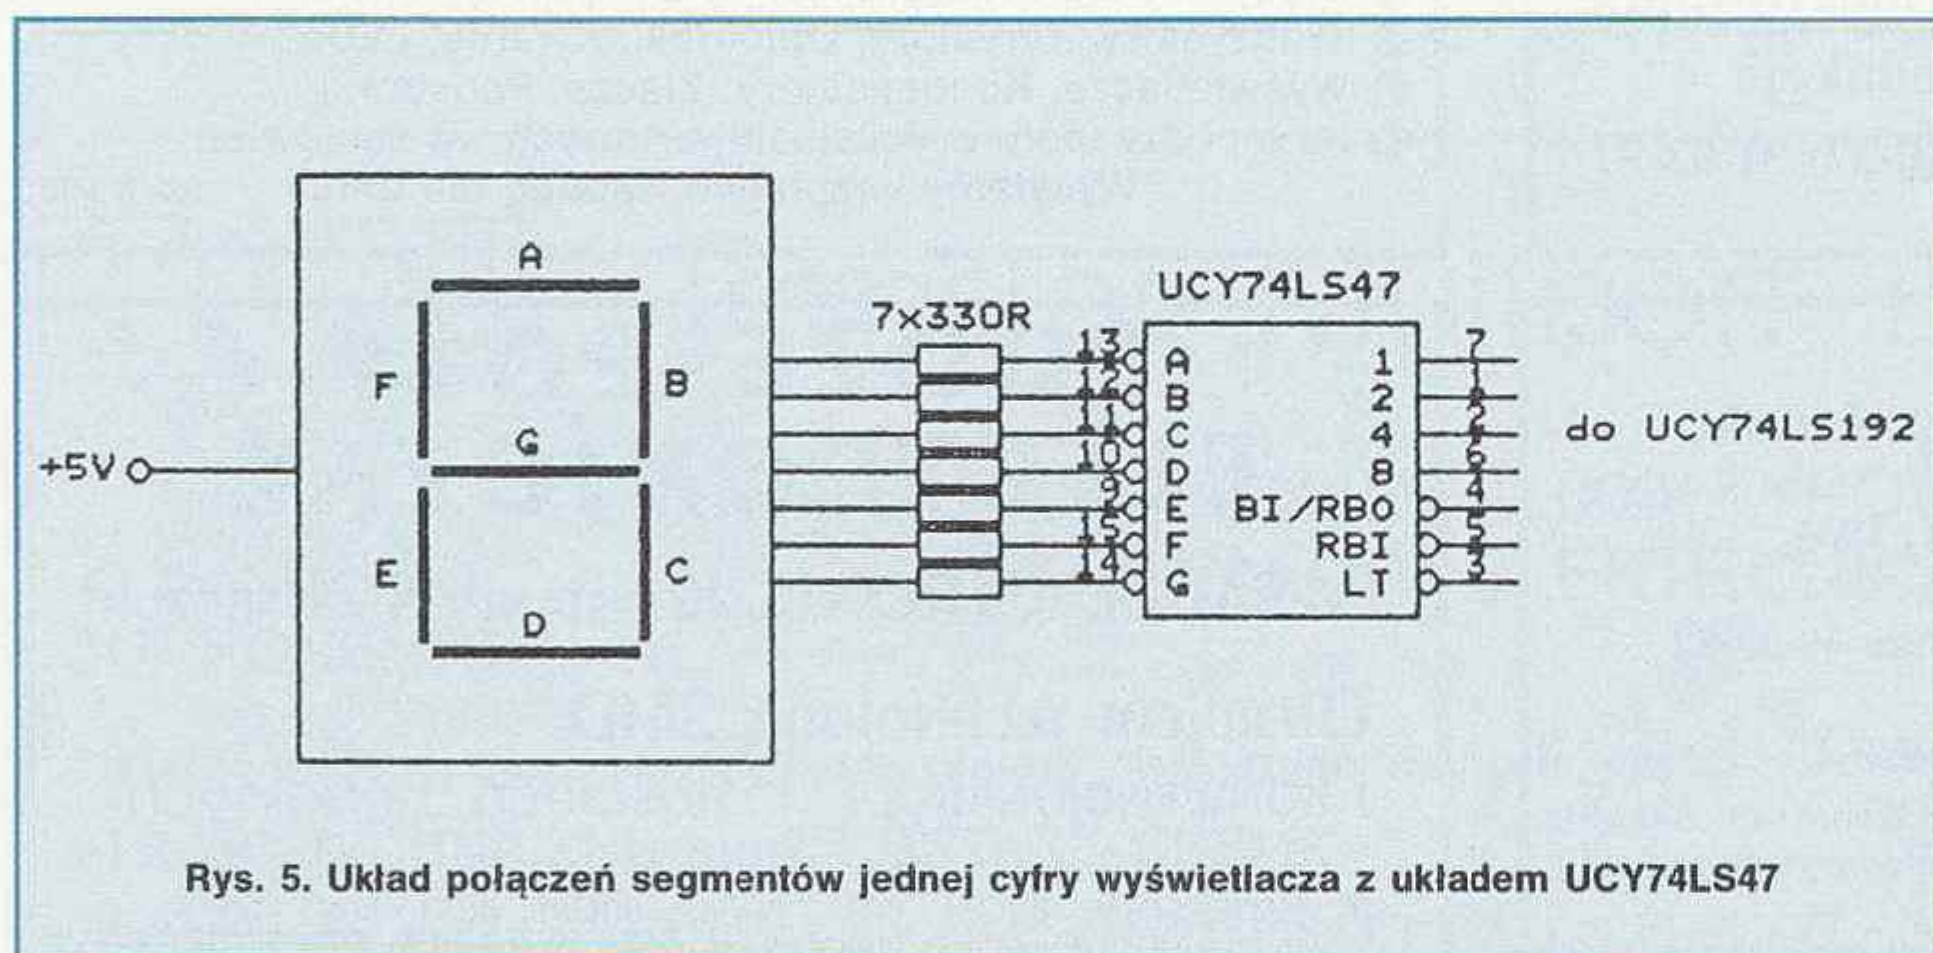 A
F
B
G
+5V
E
C
D
7x330R
UCY74LS47
13 A 1 7
12 B 2 1
11 C 4 2
10 D 8 6
9 E BI/RBO 4
15 F RBI 5
14 G LT 3
do UCY74LS192
Rys. 5. Układ połączeń segmentów jednej cyfry wyświetlacza z układem UCY74LS47